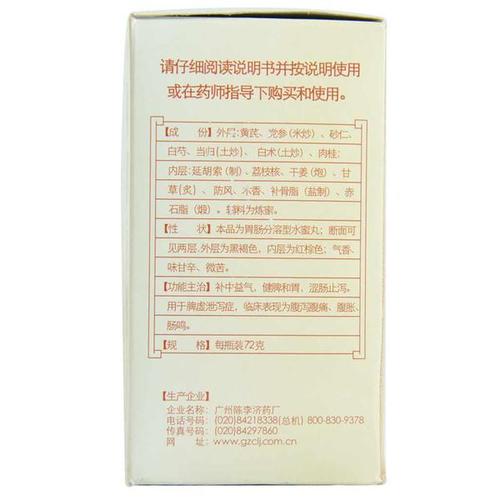 请仔细阅读说明书并按说明使用
或在药师指导下购买和使用。
【成 份】外层:黄芪、党参(米炒)、砂仁、
白芍、当归(土炒)、白术(土炒)、肉桂;
内层:延胡索(制)、荔枝核、干姜(炮)、甘
草(炙)、防风、木香、补骨脂(盐制)、赤
石脂(煅)。辅料为炼蜜。
【性 状】本品为胃肠分溶型水蜜丸;断面可
见两层,外层为黑褐色,内层为红棕色;气香、
味甘辛、微苦。
【功能主治】补中益气,健脾和胃,涩肠止泻。
用于脾虚泄泻症,临床表现为腹泻腹痛、腹胀、
肠鸣。
【规 格】每瓶装72克
【生产企业】
企业名称:广州陈李济药厂
电话号码:(020)84218338(总机) 800-830-9378
传真号码:(020)84297860
网 址:www.gzclj.com.cn